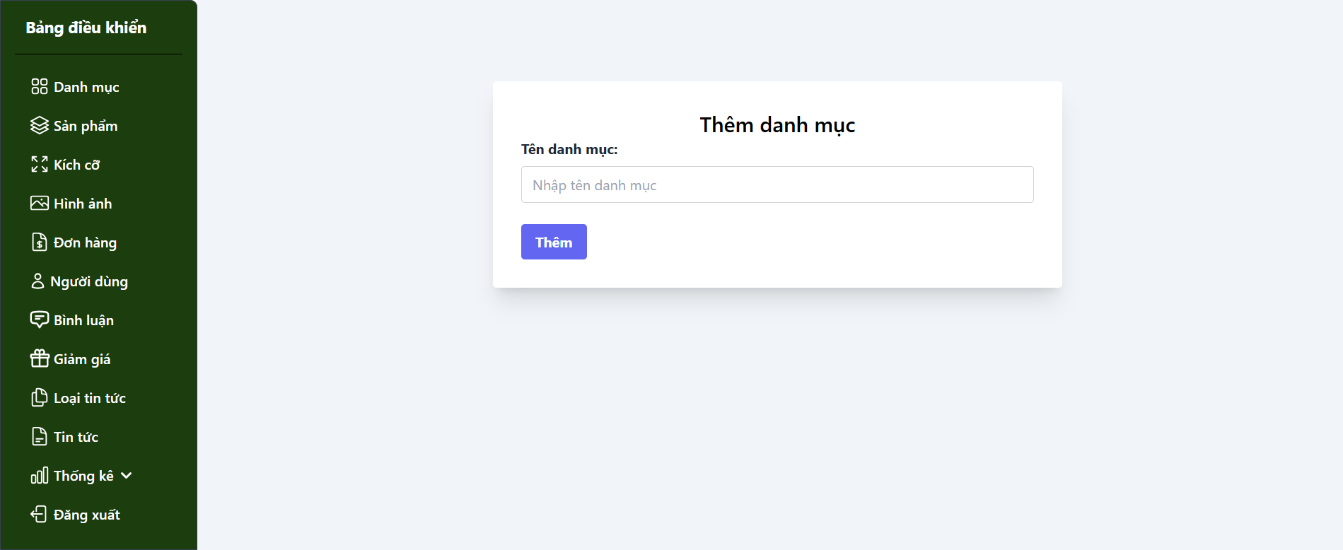 Bảng điều khiển
Danh mục
Sản phẩm
Kích cỡ
Hình ảnh
Đơn hàng
Người dùng
Bình luận
Giảm giá
Loại tin tức
Tin tức
Thống kê
Đăng xuất
Thêm danh mục
Tên danh mục:
Nhập tên danh mục
Thêm